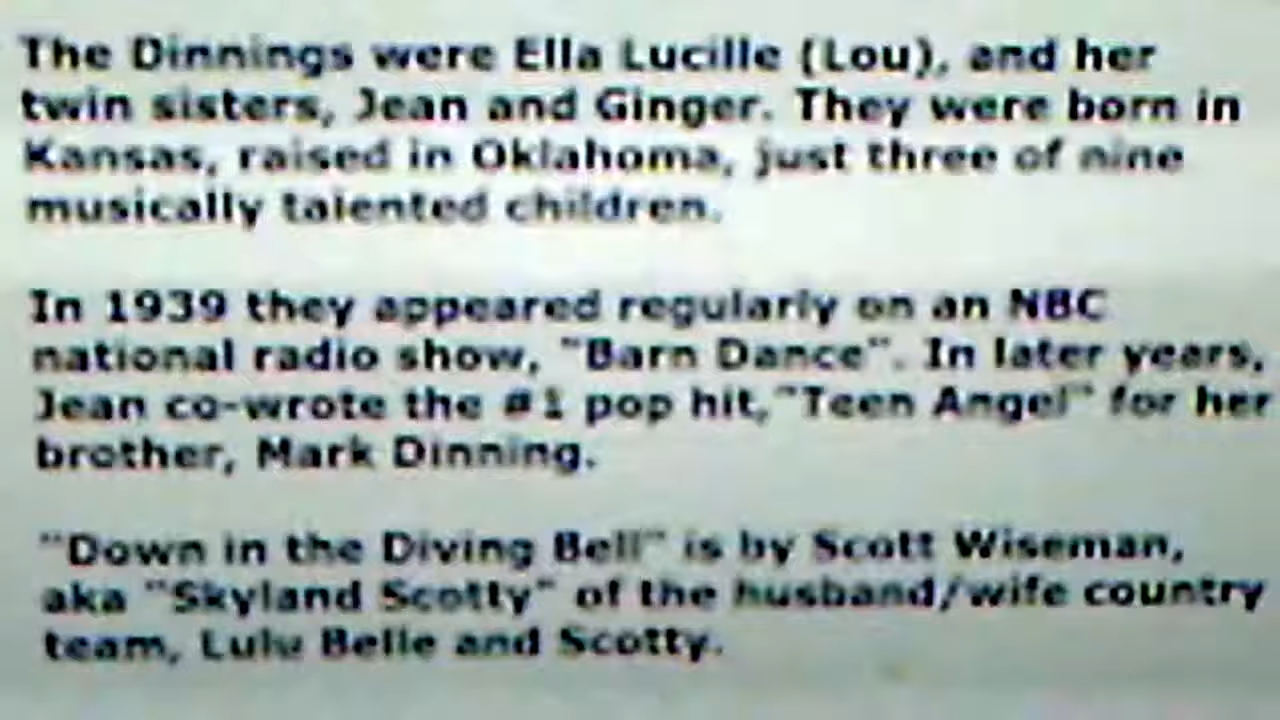 The Dinnings were Ella Lucille (Lou), and her
twin sisters, Jean and Ginger. They were born in
Kansas, raised in Oklahoma, just three of nine
musically talented children.
In 1939 they appeared regularly on an NBC
national radio show, "Barn Dance". In later years,
Jean co-wrote the #1 pop hit,"Teen Angel" for her
brother, Mark Dinning.
"Down in the Diving Bell" is by Scott Wiseman,
aka "Skyland Scotty" of the husband/wife country
team, Lulu Belle and Scotty.